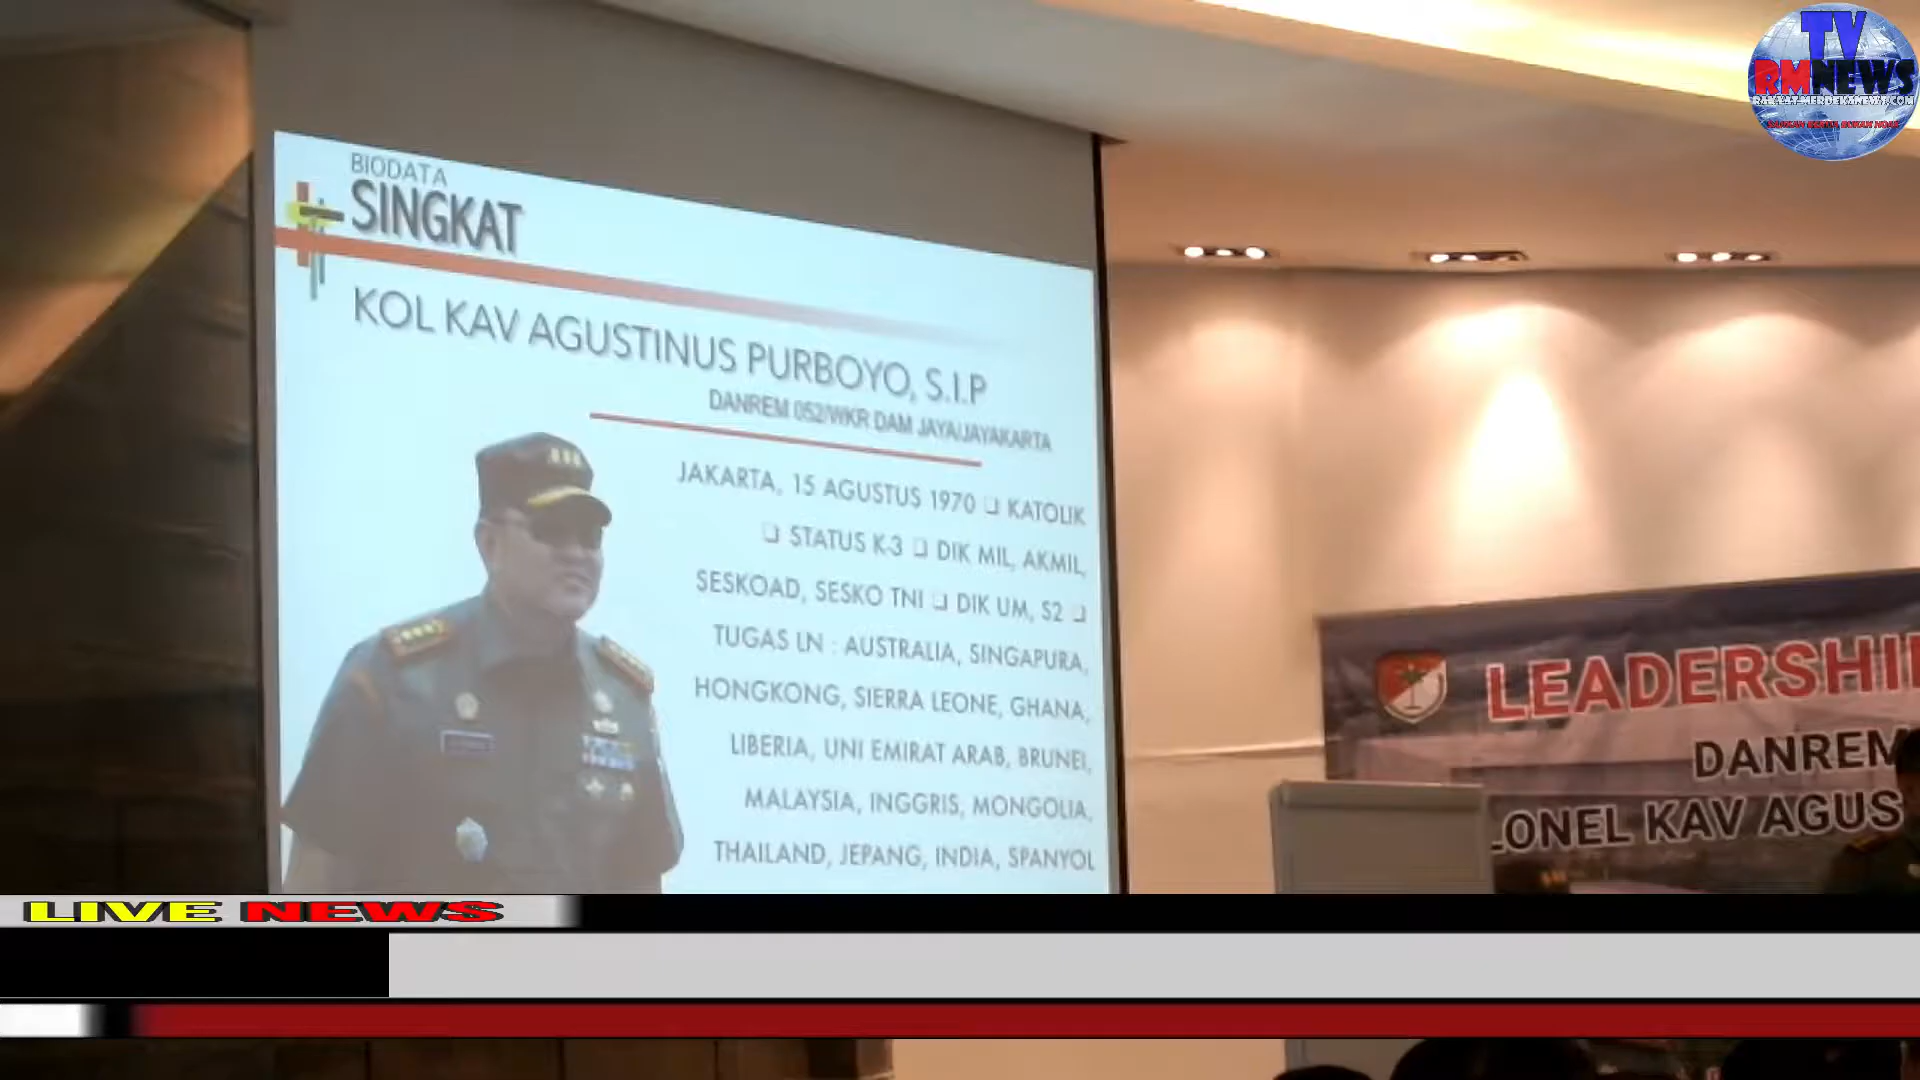 TV
RMNEWS
BIODATA
SINGKAT
KOL KAV AGUSTINUS PURBOYO, S.I.P
DANREM 052/WKR DAM JAYA/JAYAKARTA
JAKARTA, 15 AGUSTUS 1970 ❑ KATOLIK
❑ STATUS K-3 ❑ DIK MIL, AKMIL,
SESKOAD, SESKO TNI ❑ DIK UM, S2 ❑
TUGAS LN : AUSTRALIA, SINGAPURA,
HONGKONG, SIERRA LEONE, GHANA,
LIBERIA, UNI EMIRAT ARAB, BRUNEI,
MALAYSIA, INGGRIS, MONGOLIA,
THAILAND, JEPANG, INDIA, SPANYOL
LEADERSHI
DANREM
LONEL KAV AGUS
LIVE NEWS